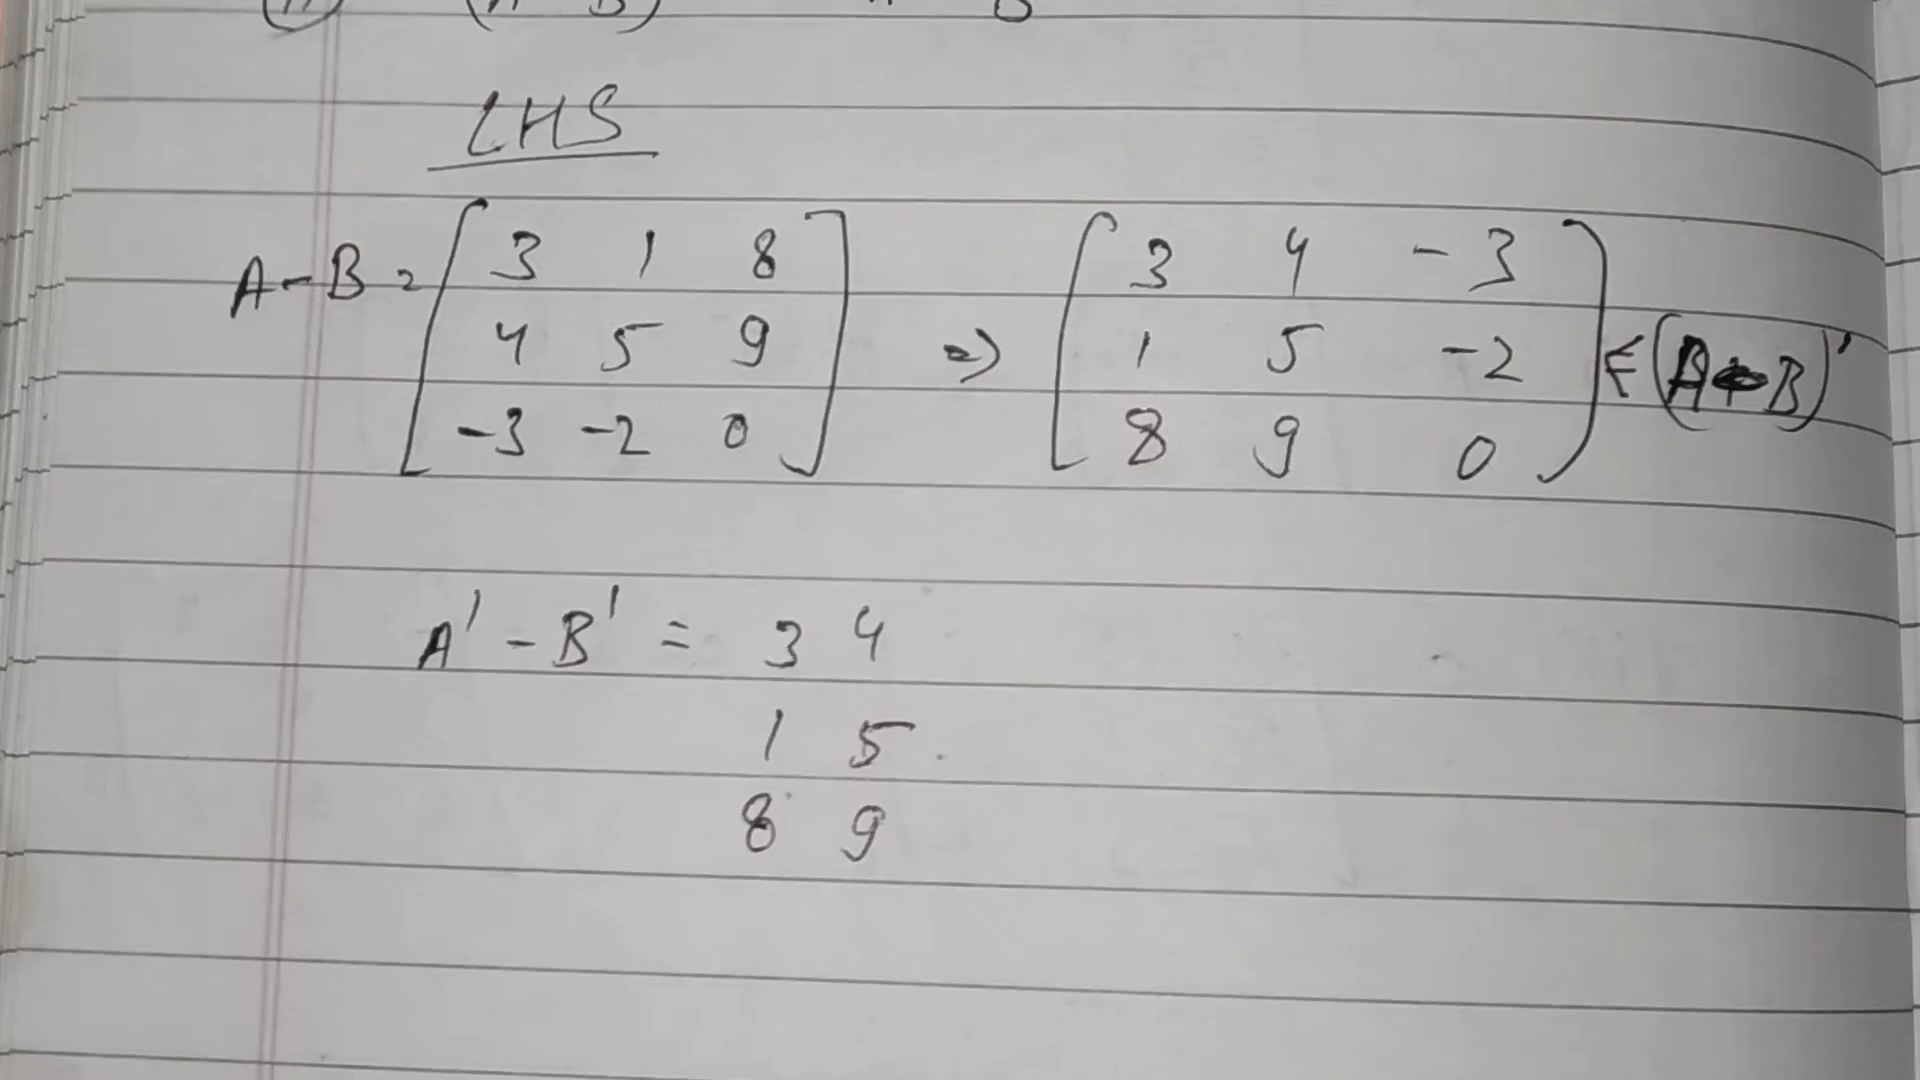 LHS
A - B = [ 3 1 8 ⇒ [ 3 4 -3 ]
4 5 9 1 5 -2 ∈ (A - B)'
-3 -2 0 ] 8 9 0
A' - B' = 3 4
1 5
8 9